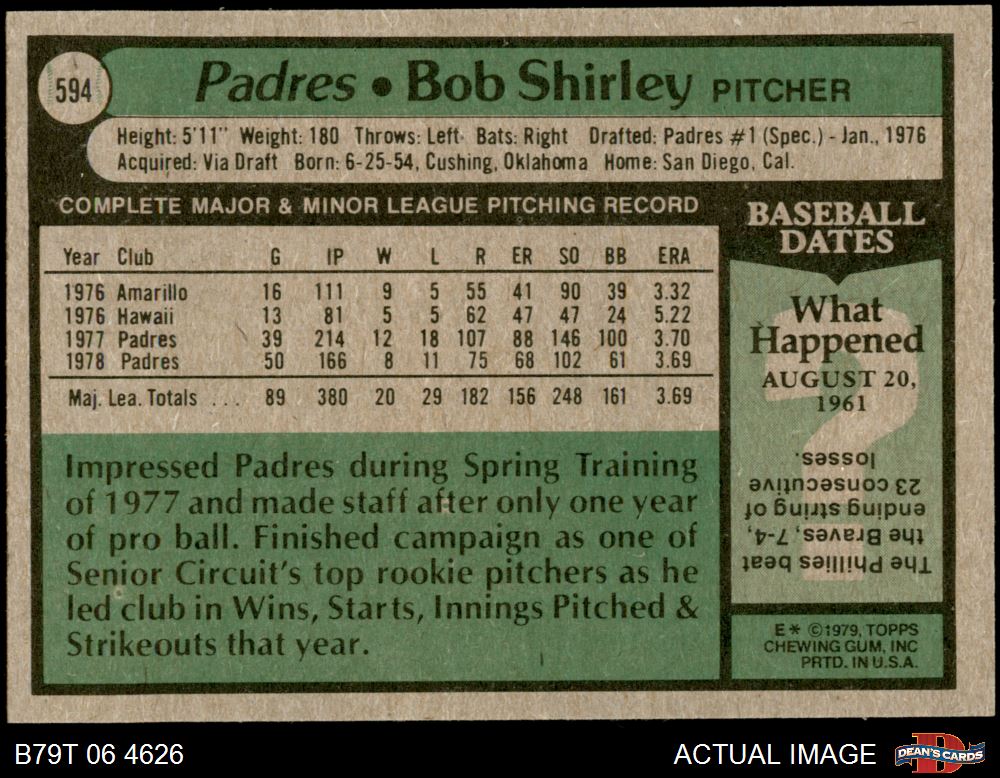 594
Padres • Bob Shirley PITCHER
Height: 5'11" Weight: 180 Throws: Left Bats: Right Drafted: Padres #1 (Spec.) - Jan., 1976
Acquired: Via Draft Born: 6-25-54, Cushing, Oklahoma Home: San Diego, Cal.
COMPLETE MAJOR & MINOR LEAGUE PITCHING RECORD
Year Club G IP W L R ER SO BB ERA
1976 Amarillo 16 111 9 5 55 41 90 39 3.32
1976 Hawaii 13 81 5 5 62 47 47 24 5.22
1977 Padres 39 214 12 18 107 88 146 100 3.70
1978 Padres 50 166 8 11 75 68 102 61 3.69
Maj. Lea. Totals ... 89 380 20 29 182 156 248 161 3.69
Impressed Padres during Spring Training
of 1977 and made staff after only one year
of pro ball. Finished campaign as one of
Senior Circuit's top rookie pitchers as he
led club in Wins, Starts, Innings Pitched &
Strikeouts that year.
BASEBALL
DATES
What
Happened
AUGUST 20,
1961
The Phillies beat
the Braves, 7-4,
ending string of
23 consecutive
losses.
E* ©1979, TOPPS
CHEWING GUM, INC
PRTD. IN U.S.A.
B79T 06 4626
ACTUAL IMAGE
D
DEAN'S CARDS